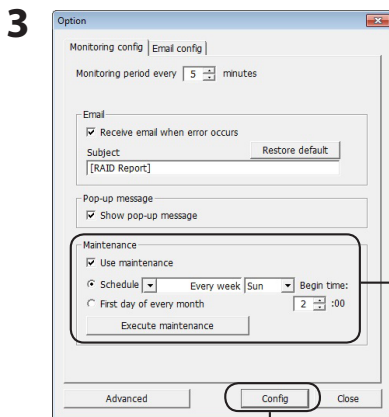 3
Option
Monitoring config Email config
Monitoring period every 5 minutes
Email
Receive email when error occurs
Subject Restore default
[RAID Report]
Pop-up message
Show pop-up message
Maintenance
Use maintenance
Schedule Every week Sun Begin time:
First day of every month 2 :00
Execute maintenance
Advanced Config Close